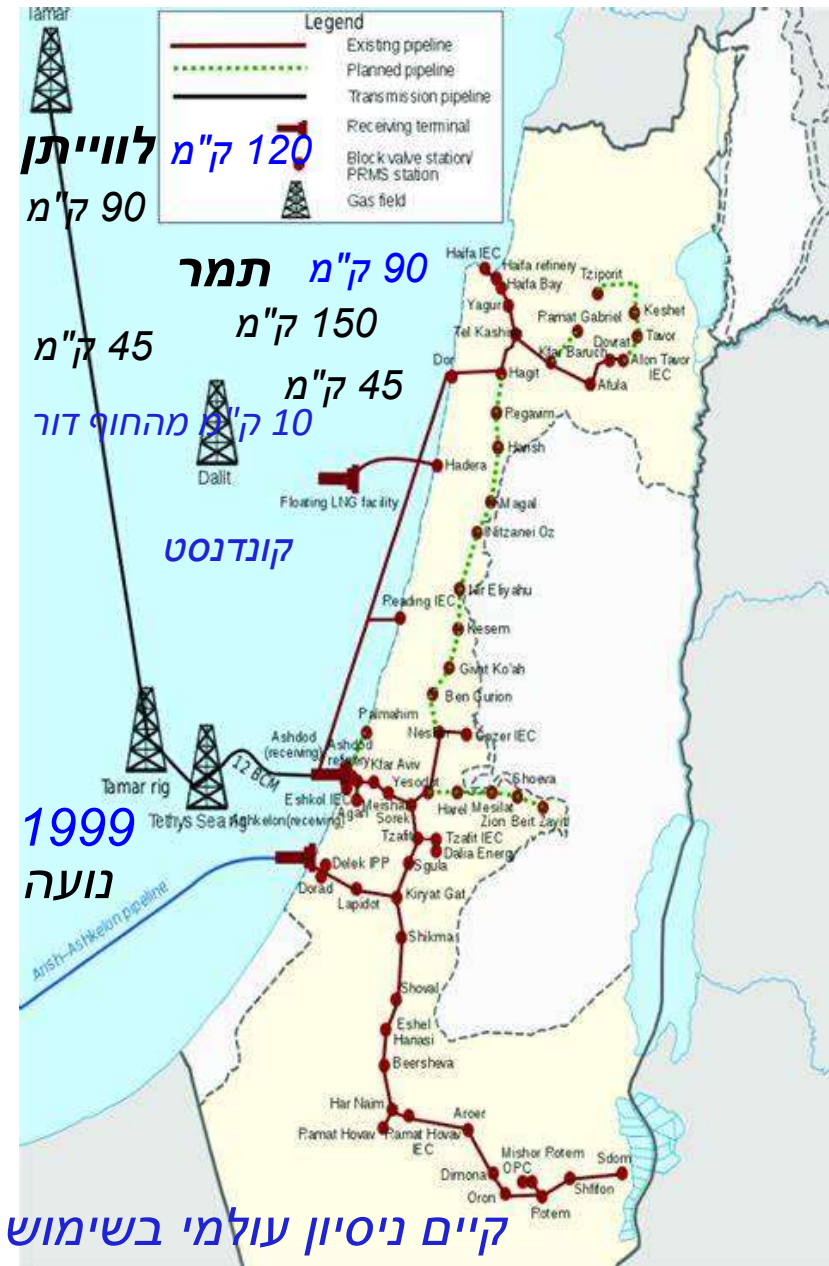 Tamar
Legend
Existing pipeline
Planned pipeline
Transmission pipeline
Receiving terminal
Block valve station/
PRMS station
Gas field
לווייתן 120 ק"מ
90 ק"מ
תמר 90 ק"מ
150 ק"מ
45 ק"מ
45 ק"מ
10 ק"מ מהחוף דור
קונדנסט
Haifa IEC
Haifa refinery
Haifa Bay
Yagur
Tel Kashir
Tziporit
Ramat Gabriel
Keshet
Tavor
Dovrat
Kfar Baruch
Alon Tavor
IEC
Afula
Dor
Hagit
Regavim
Harish
Dalit
Hadera
Floating LNG facility
Magal
Nitzanei Oz
Nir Eliyahu
Reading IEC
Kesem
Givat Ko'ah
Ben Gurion
Palmahim
Nesher
Gezer IEC
Ashdod
(receiving)
Ashdod
refinery
Kfar Aviv
Yesodot
Shoeva
12 BCM
Tamar rig
Tethys Sea rig
Eshkol IEC
Agan
Meishar
Sorek
Harel
Mesilat
Zion
Beit Zayit
Ashkelon(receiving)
Tzafit
Tzafit IEC
Dalia Energy
1999
נועה
Delek IPP
Dorad
Sgula
Lapidot
Kiryat Gat
Arish-Ashkelon pipeline
Shikma
Shoval
Eshel
Hanasi
Beersheva
Har Naim
Ramat Hovav
Ramat Hovav
IEC
Aroer
Mishor Rotem
OPC
Sdom
Dimona
Oron
Rotem
Shfifon
קיים ניסיון עולמי בשימוש